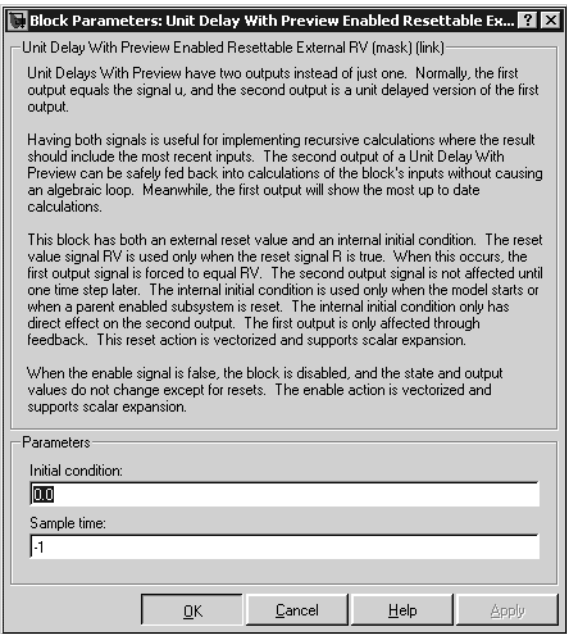 Block Parameters: Unit Delay With Preview Enabled Resettable Ex...
Unit Delay With Preview Enabled Resettable External RV (mask) (link)
Unit Delays With Preview have two outputs instead of just one. Normally, the first
output equals the signal u, and the second output is a unit delayed version of the first
output.
Having both signals is useful for implementing recursive calculations where the result
should include the most recent inputs. The second output of a Unit Delay With
Preview can be safely fed back into calculations of the block's inputs without causing
an algebraic loop. Meanwhile, the first output will show the most up to date
calculations.
This block has both an external reset value and an internal initial condition. The reset
value signal RV is used only when the reset signal R is true. When this occurs, the
first output signal is forced to equal RV. The second output signal is not affected until
one time step later. The internal initial condition is used only when the model starts or
when a parent enabled subsystem is reset. The internal initial condition only has
direct effect on the second output. The first output is only affected through
feedback. This reset action is vectorized and supports scalar expansion.
When the enable signal is false, the block is disabled, and the state and output
values do not change except for resets. The enable action is vectorized and
supports scalar expansion.
Parameters
Initial condition:
0.0
Sample time:
-1
OK Cancel Help Apply